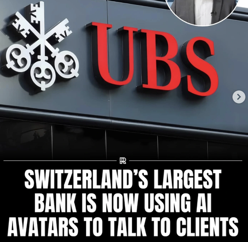 UBS
SWITZERLAND'S LARGEST
BANK IS NOW USING AI
AVATARS TO TALK TO CLIENTS